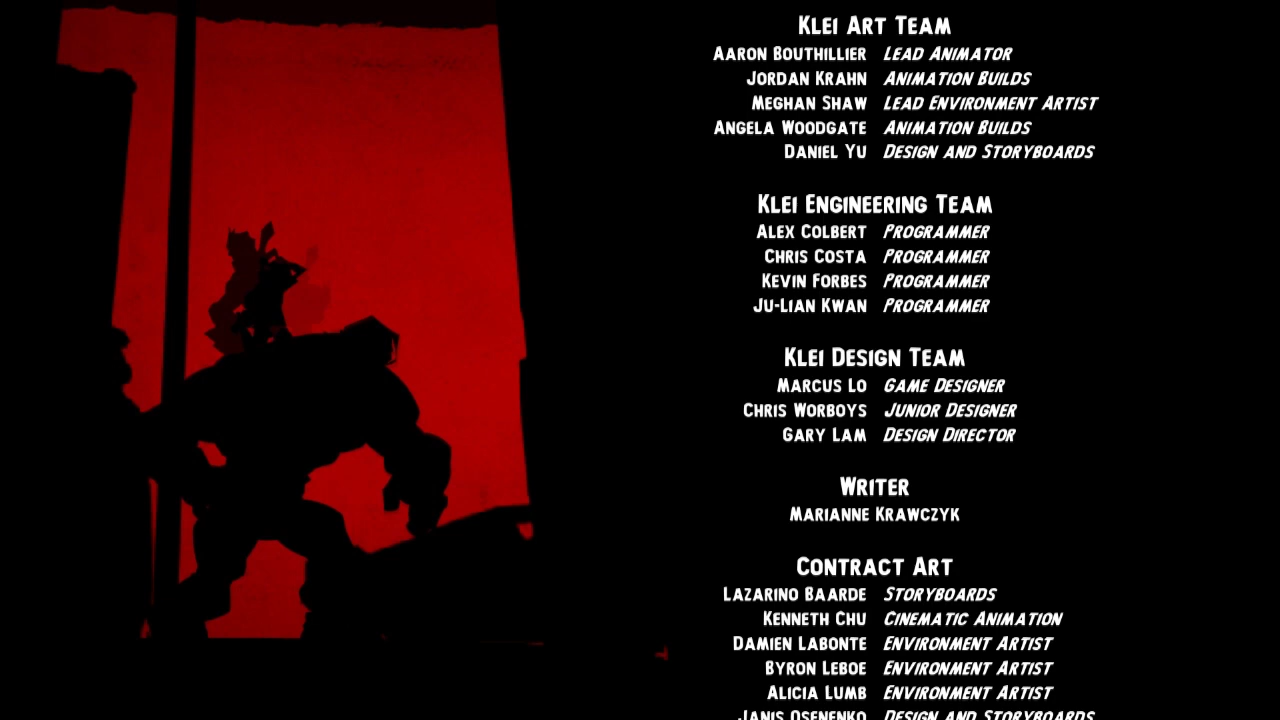 Klei Art Team
Aaron Bouthillier Lead Animator
Jordan Krahn Animation Builds
Meghan Shaw Lead Environment Artist
Angela Woodgate Animation Builds
Daniel Yu Design and Storyboards
Klei Engineering Team
Alex Colbert Programmer
Chris Costa Programmer
Kevin Forbes Programmer
Ju-Lian Kwan Programmer
Klei Design Team
Marcus Lo Game Designer
Chris Worboys Junior Designer
Gary Lam Design Director
Writer
Marianne Krawczyk
Contract Art
Lazarino Baarde Storyboards
Kenneth Chu Cinematic Animation
Damien Labonte Environment Artist
Byron Leboe Environment Artist
Alicia Lumb Environment Artist
Janis Osenenko Design and Storyboards